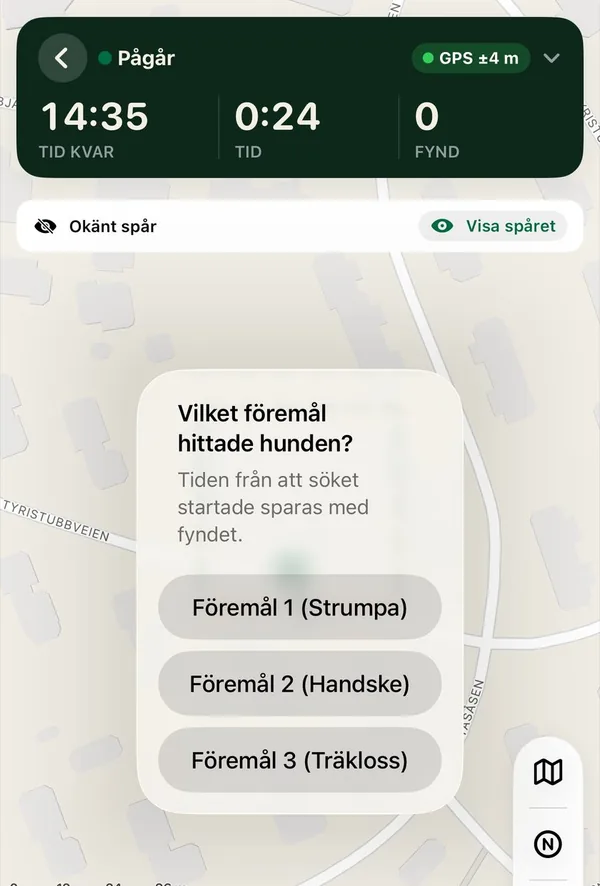 Pågår
GPS ±4 m
14:35
0:24
0
TID KVAR
TID
FYND
Okänt spår
Visa spåret
Vilket föremål
hittade hunden?
Tiden från att söket
startade sparas med
fyndet.
TYRISTUBBVEIEN
Föremål 1 (Strumpa)
Föremål 2 (Handske)
Föremål 3 (Träkloss)
N